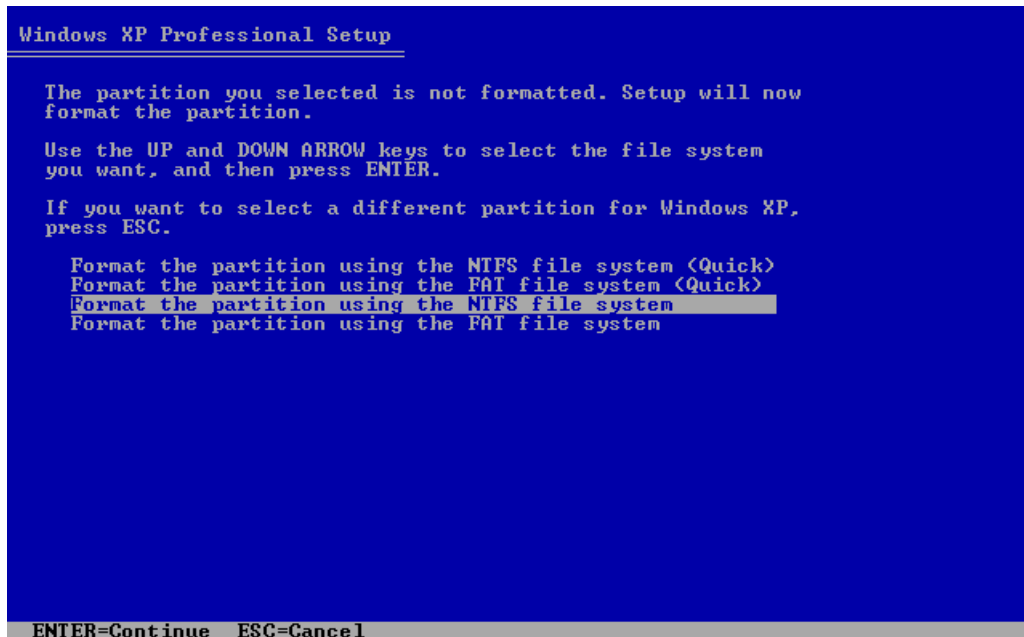 Windows XP Professional Setup
The partition you selected is not formatted. Setup will now
format the partition.
Use the UP and DOWN ARROW keys to select the file system
you want, and then press ENTER.
If you want to select a different partition for Windows XP,
press ESC.
Format the partition using the NTFS file system (Quick)
Format the partition using the FAT file system (Quick)
Format the partition using the NTFS file system
Format the partition using the FAT file system
ENTER=Continue ESC=Cancel